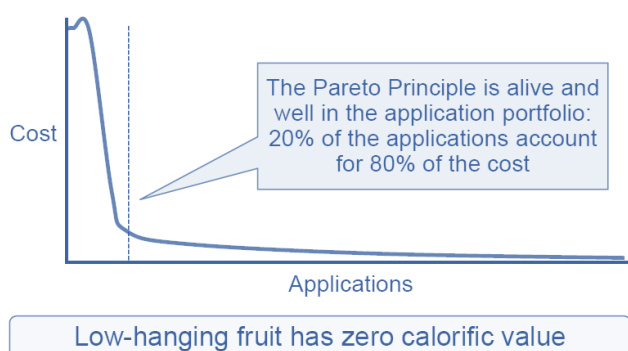 The Pareto Principle is alive and
well in the application portfolio:
20% of the applications account
for 80% of the cost
Cost
Applications
Low-hanging fruit has zero calorific value